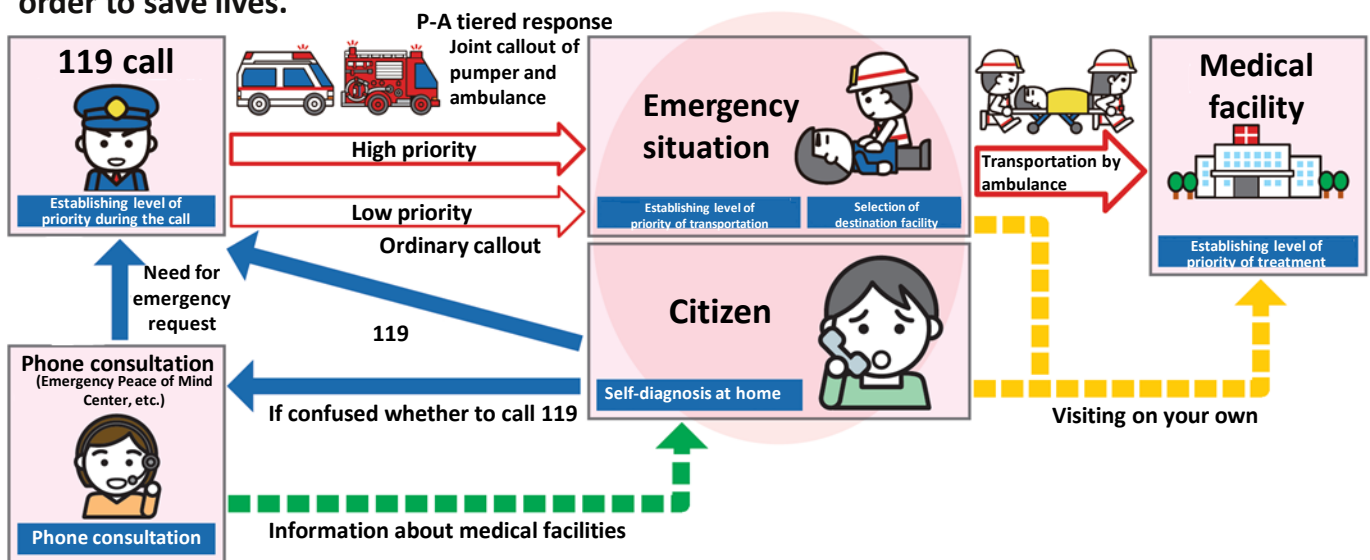 order to save lives.
P-A tiered response
Joint callout of
pumper and
ambulance
119 call
Establishing level of
priority during the call
High priority
Low priority
Ordinary callout
Emergency
situation
Establishing level of
priority of transportation
Selection of
destination facility
Transportation by
ambulance
Medical
facility
Establishing level of
priority of treatment
Need for
emergency
request
119
Citizen
Self-diagnosis at home
Phone consultation
(Emergency Peace of Mind
Center, etc.)
Phone consultation
If confused whether to call 119
Visiting on your own
Information about medical facilities